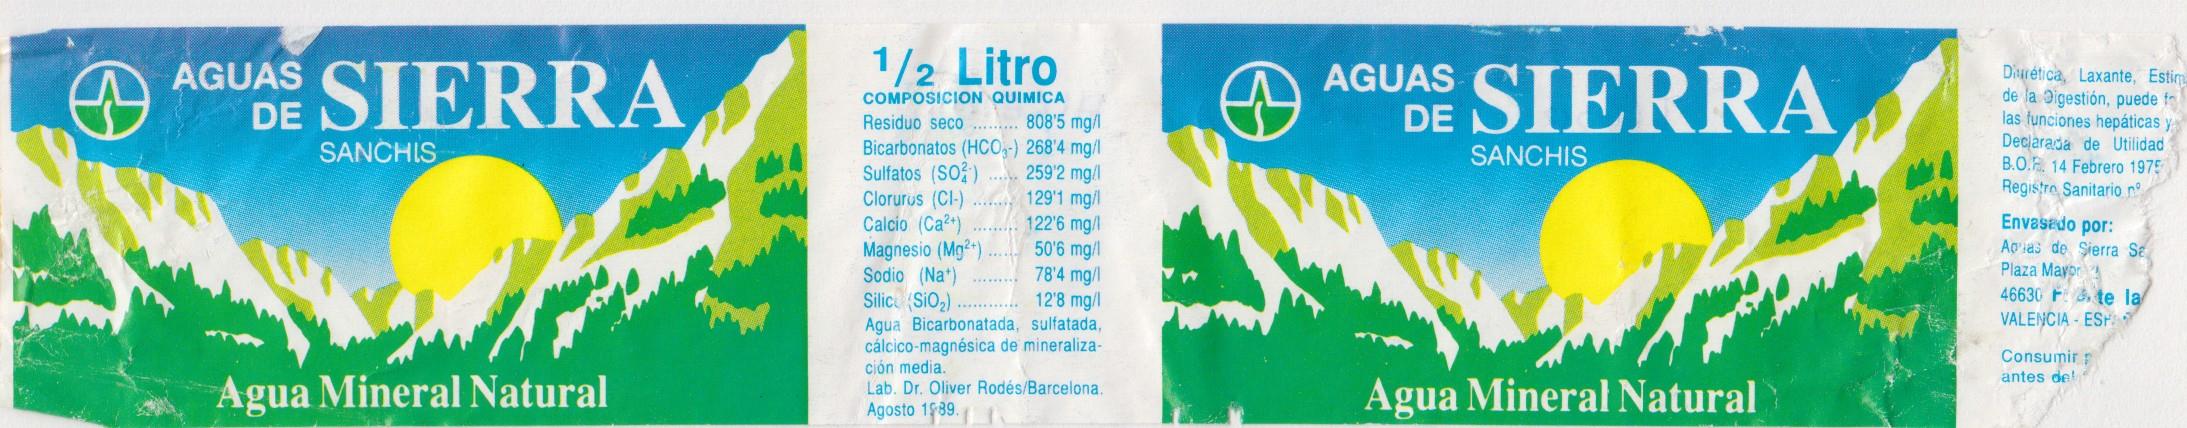 AGUAS
DE SIERRA
SANCHIS
Agua Mineral Natural
1/2 Litro
COMPOSICION QUIMICA
Residuo seco ......... 808'5 mg/l
Bicarbonatos (HCO₃-) 268'4 mg/l
Sulfatos (SO₄²-) ...... 259'2 mg/l
Cloruros (Cl-) ........ 129'1 mg/l
Calcio (Ca²⁺) ......... 122'6 mg/l
Magnesio (Mg²⁺) ...... 50'6 mg/l
Sodio (Na⁺) ......... 78'4 mg/l
(SiO₂) ............ 12'8 mg/l
Agua Bicarbonatada, sulfatada,
cálcico-magnésica de mineraliza-
ción media.
Lab. Dr. Oliver Rodés/Barcelona.
Agosto 1989.
AGUAS
DE SIERRA
SANCHIS
Agua Mineral Natural
Diurética, Laxante,
de la Digestión, puede
las funciones hepáticas y
Declarada de Utilidad
B.O.E. 14 Febrero 1975
Registro Sanitario nº
Envasado por:
Aguas de Sierra
Plaza Mayor
46630 la
VALENCIA -
Consumir
antes del